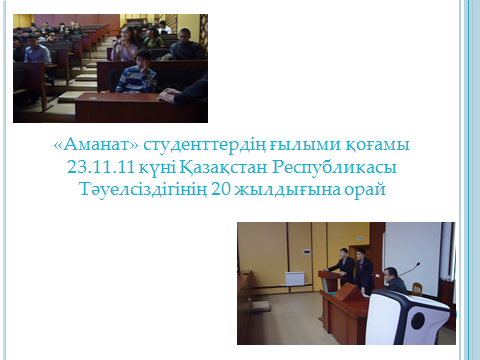 «Аманат» студенттердің ғылыми қоғамы
23.11.11 күні Қазақстан Республикасы
Тәуелсіздігінің 20 жылдығына орай